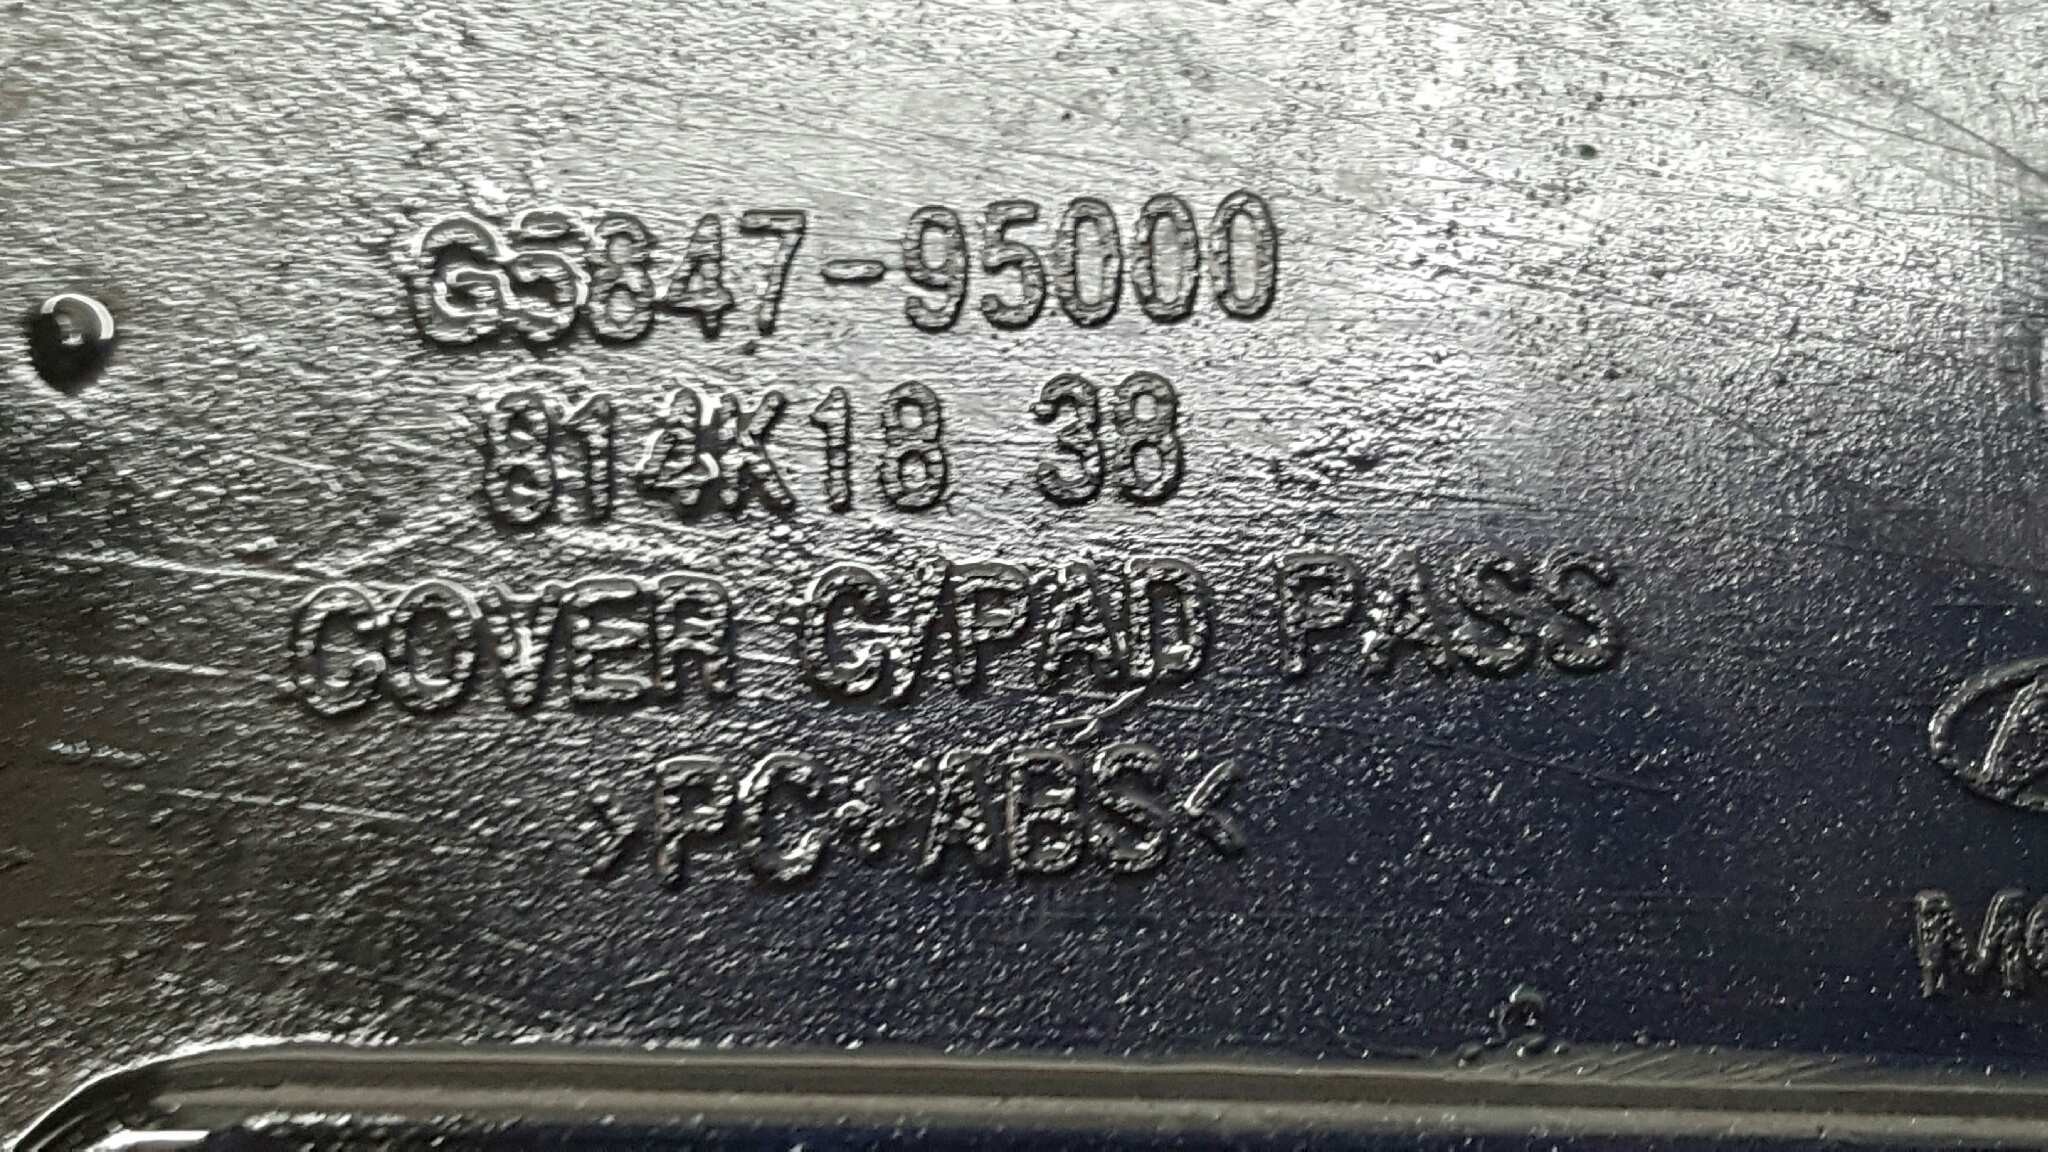 G5847-95000
814K18 38
COVER C/PAD PASS
>PC+ABS<